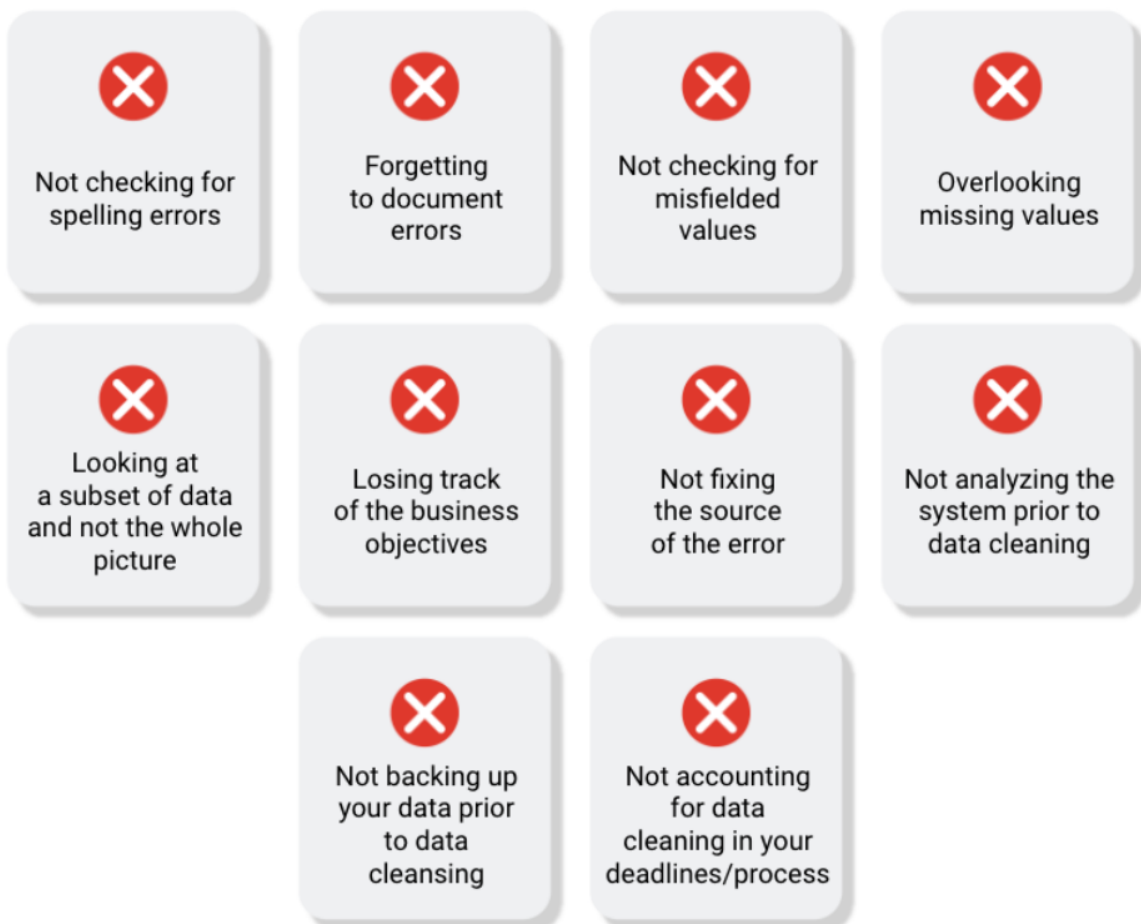 Not checking for
spelling errors
Forgetting
to document
errors
Not checking for
misfielded
values
Overlooking
missing values
Looking at
a subset of data
and not the whole
picture
Losing track
of the business
objectives
Not fixing
the source
of the error
Not analyzing the
system prior to
data cleaning
Not backing up
your data prior
to data
cleansing
Not accounting
for data
cleaning in your
deadlines/process